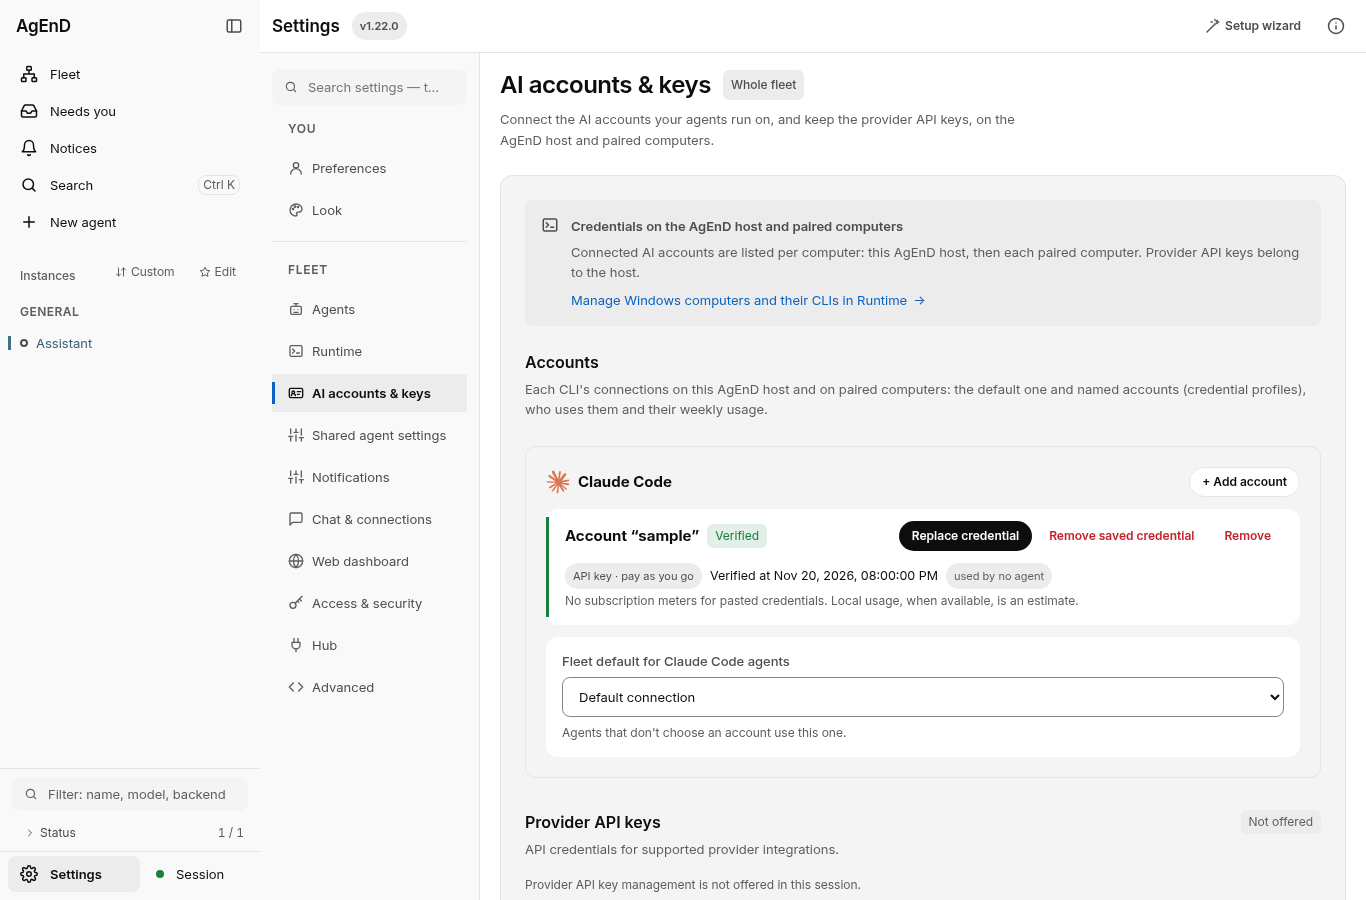 AgEnD
Fleet
Needs you
Notices
Search
Ctrl K
New agent
Instances
Custom
Edit
GENERAL
Assistant
Filter: name, model, backend
Status
1 / 1
Settings
Session
Settings
v1.22.0
Setup wizard
Search settings — t...
YOU
Preferences
Look
FLEET
Agents
Runtime
AI accounts & keys
Shared agent settings
Notifications
Chat & connections
Web dashboard
Access & security
Hub
Advanced
AI accounts & keys
Whole fleet
Connect the AI accounts your agents run on, and keep the provider API keys, on the
AgEnD host and paired computers.
Credentials on the AgEnD host and paired computers
Connected AI accounts are listed per computer: this AgEnD host, then each paired computer. Provider API keys belong
to the host.
Manage Windows computers and their CLIs in Runtime →
Accounts
Each CLI's connections on this AgEnD host and on paired computers: the default one and named accounts (credential profiles),
who uses them and their weekly usage.
Claude Code
+ Add account
Account “sample”
Verified
Replace credential
Remove saved credential
Remove
API key · pay as you go
Verified at Nov 20, 2026, 08:00:00 PM
used by no agent
No subscription meters for pasted credentials. Local usage, when available, is an estimate.
Fleet default for Claude Code agents
Default connection
Agents that don't choose an account use this one.
Provider API keys
Not offered
API credentials for supported provider integrations.
Provider API key management is not offered in this session.